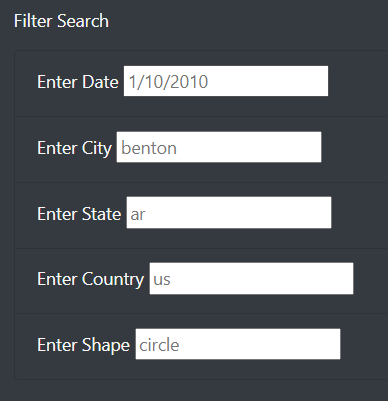 Filter Search
Enter Date 1/10/2010
Enter City benton
Enter State ar
Enter Country us
Enter Shape circle